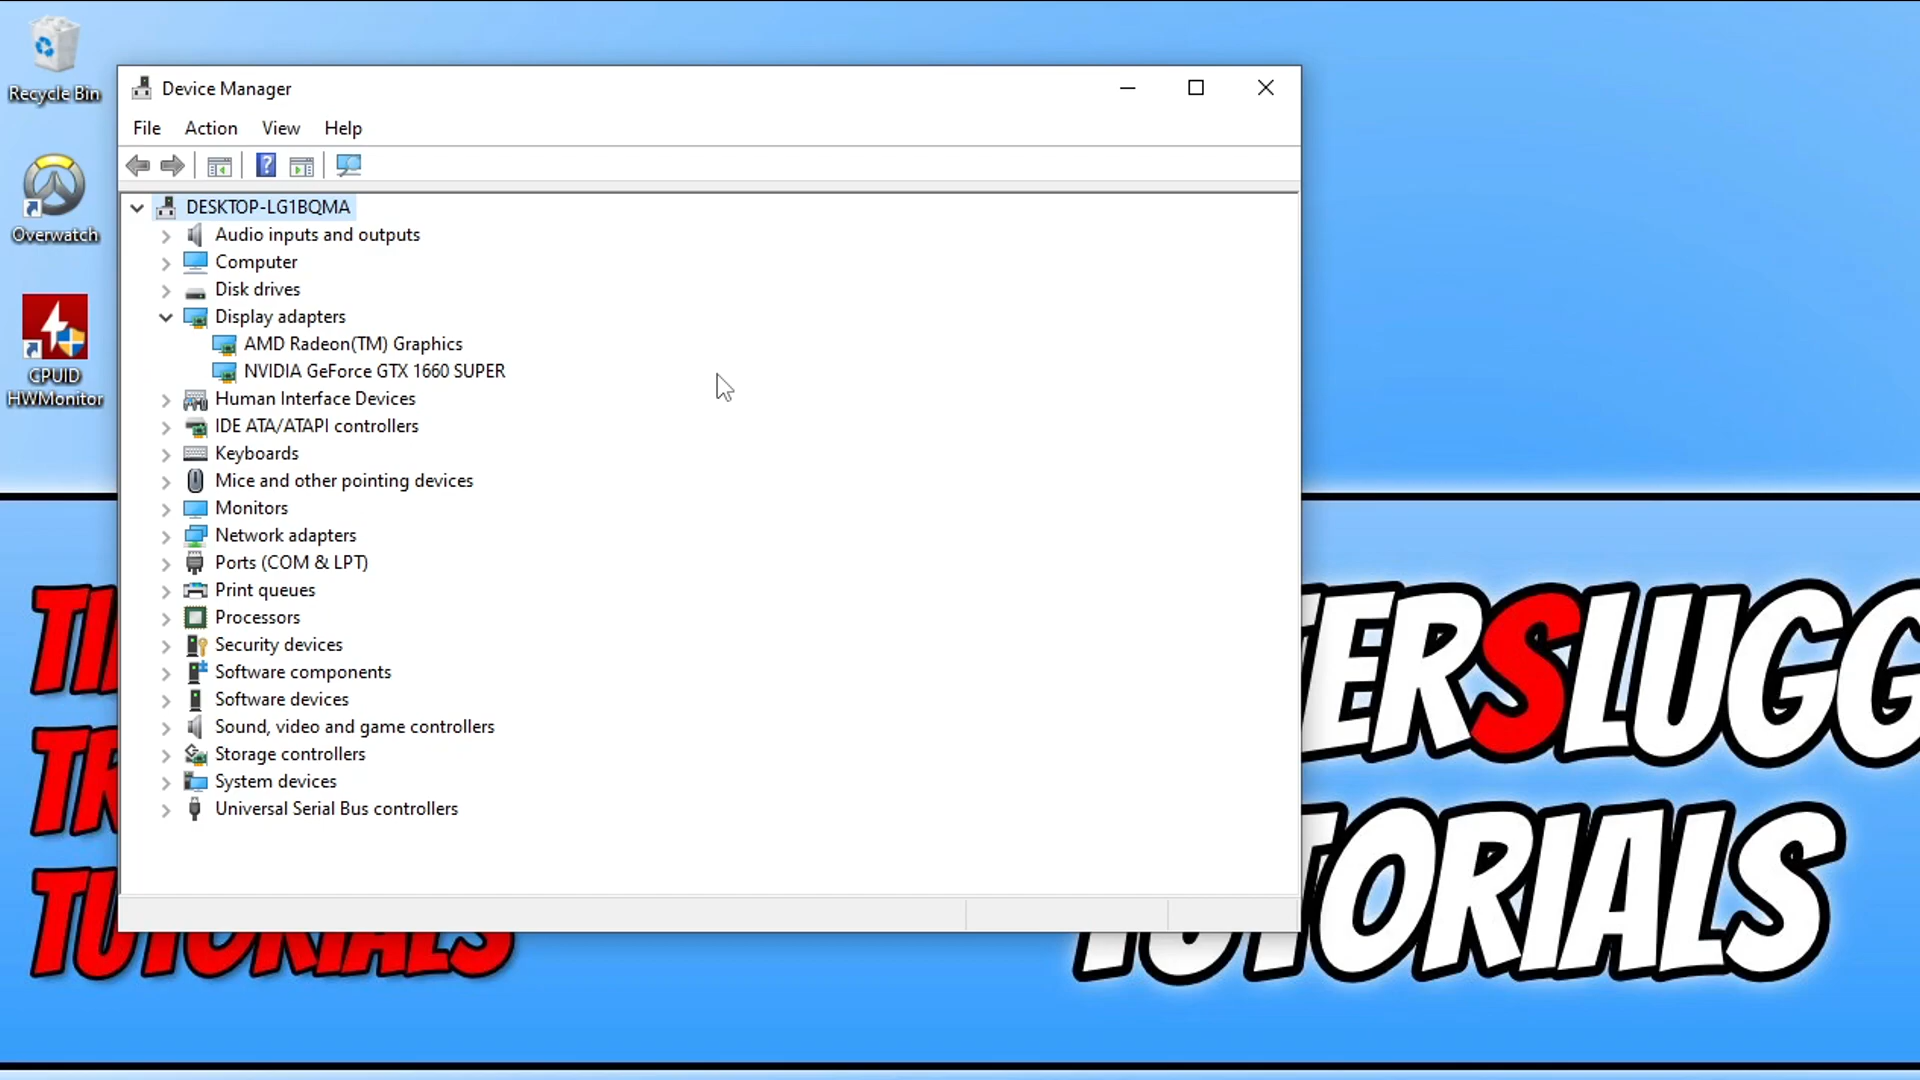 Recycle Bin
Overwatch
CPUID
HWMonitor
Device Manager
File Action View Help
DESKTOP-LG1BQMA
Audio inputs and outputs
Computer
Disk drives
Display adapters
AMD Radeon(TM) Graphics
NVIDIA GeForce GTX 1660 SUPER
Human Interface Devices
IDE ATA/ATAPI controllers
Keyboards
Mice and other pointing devices
Monitors
Network adapters
Ports (COM & LPT)
Print queues
Processors
Security devices
Software components
Software devices
Sound, video and game controllers
Storage controllers
System devices
Universal Serial Bus controllers
TUTORIALS
ERSLUGG
TUTORIALS